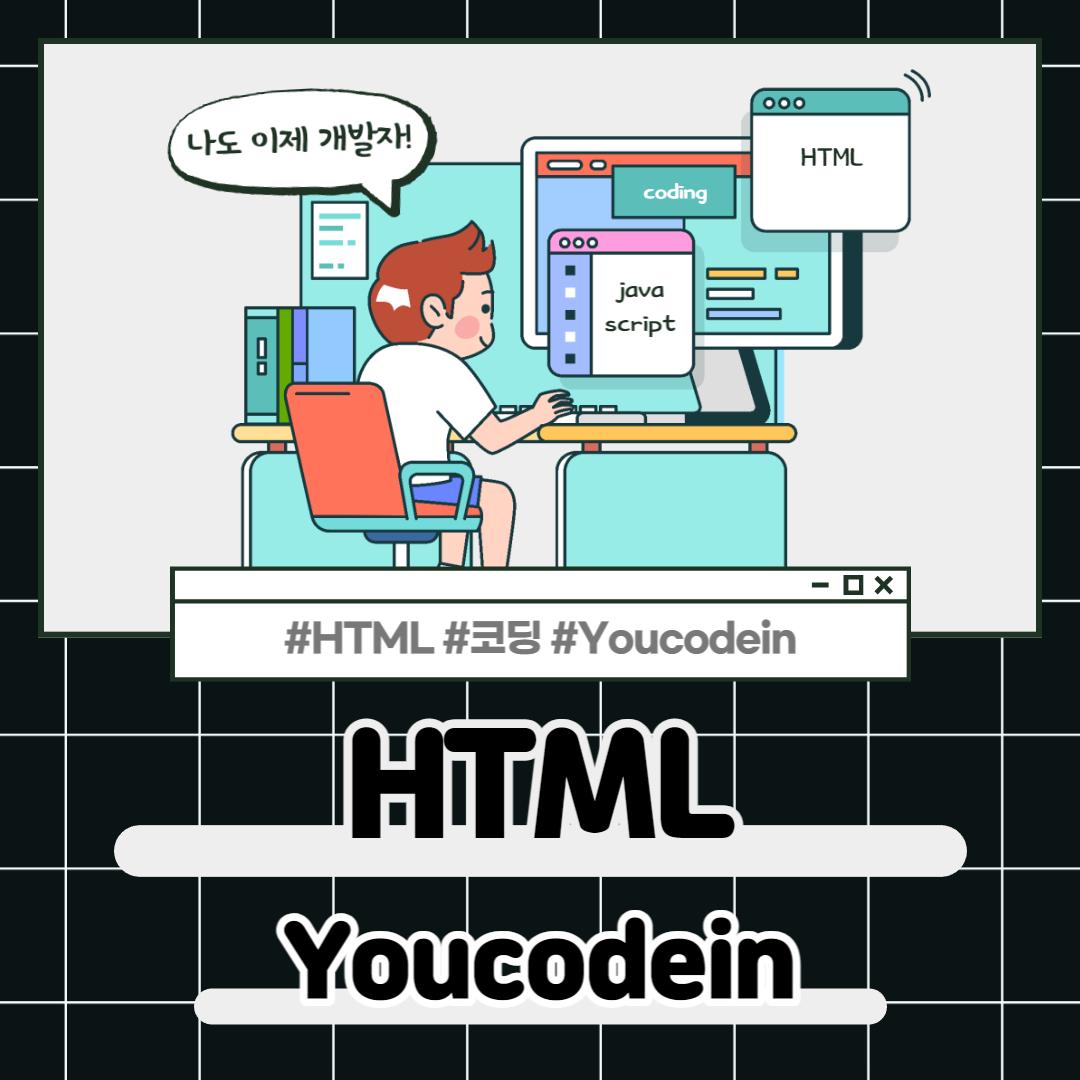 나도 이제 개발자!
HTML
coding
java
script
#HTML #코딩 #Youcodein
HTML
Youcodein